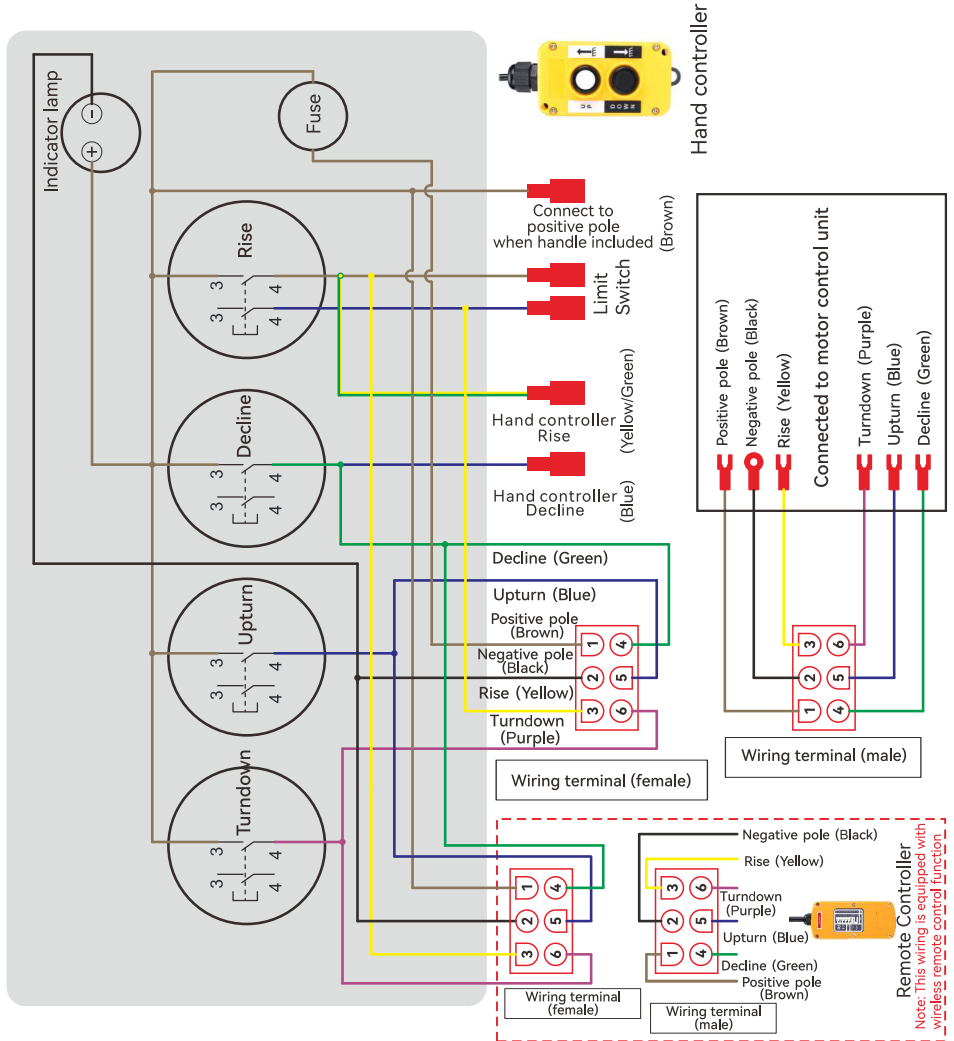 Indicator lamp
-
+
Fuse
Rise
3
4
3
4
Decline
3
4
3
4
Upturn
3
4
3
4
Turndown
3
4
3
4
UP
DOWN
Hand controller
Connect to
positive pole
when handle included
(Brown)
Limit
Switch
Hand controller
Rise
(Yellow/Green)
Hand controller
Decline
(Blue)
Decline (Green)
Upturn (Blue)
Positive pole
(Brown)
Negative pole
(Black)
Rise (Yellow)
Turndown
(Purple)
1 4
2 5
3 6
Wiring terminal (female)
Positive pole (Brown)
Negative pole (Black)
Rise (Yellow)
Connected to motor control unit
Turndown (Purple)
Upturn (Blue)
Decline (Green)
3 6
2 5
1 4
Wiring terminal (male)
1 4
2 5
3 6
Wiring terminal
(female)
Negative pole (Black)
Rise (Yellow)
3 6
2 5
1 4
Turndown
(Purple)
Upturn (Blue)
Decline (Green)
Positive pole
(Brown)
Wiring terminal
(male)
Remote Controller
Note: This wiring is equipped with
wireless remote control function